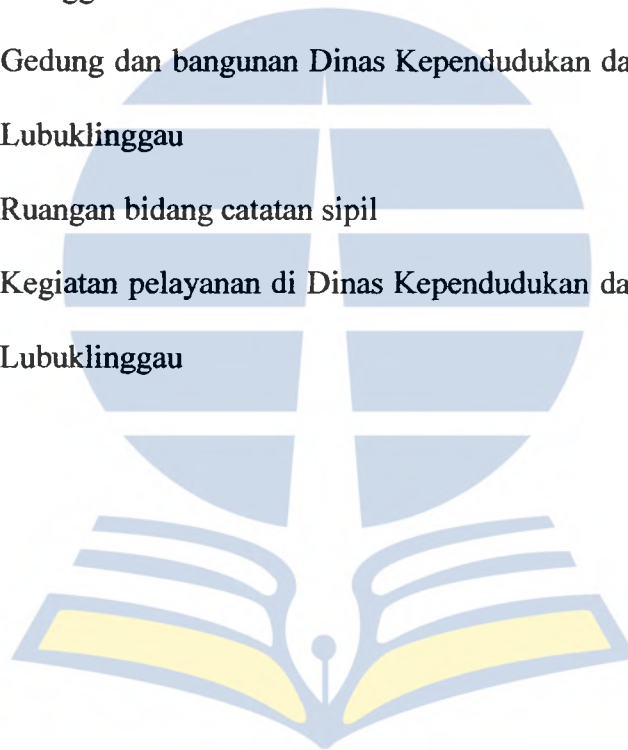 Gedung dan bangunan Dinas Kependudukan da
Lubuklinggau
Ruangan bidang catatan sipil
Kegiatan pelayanan di Dinas Kependudukan da
Lubuklinggau